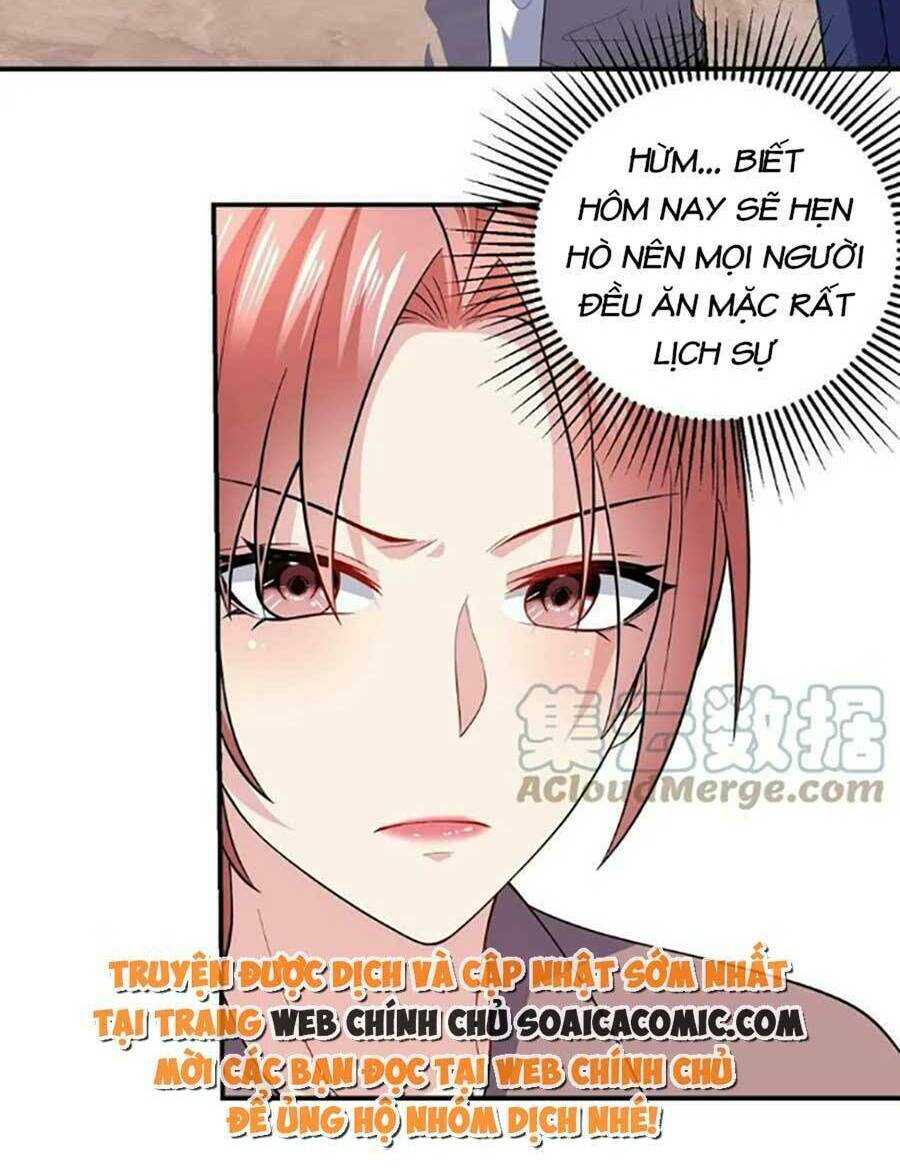 HỪM... BIẾT
HÔM NAY SẼ HẸN
HÒ NÊN MỌI NGƯỜI
ĐỀU ĂN MẶC RẤT
LỊCH SỰ
集云数据
ACloudMerge.com
TRUYỆN ĐƯỢC DỊCH VÀ CẬP NHẬT SỚM NHẤT
TẠI TRANG WEB CHÍNH CHỦ SOAICACOMIC.COM
MỜI CÁC BẠN ĐỌC TẠI WEB CHÍNH CHỦ
ĐỂ ỦNG HỘ NHÓM DỊCH NHÉ!